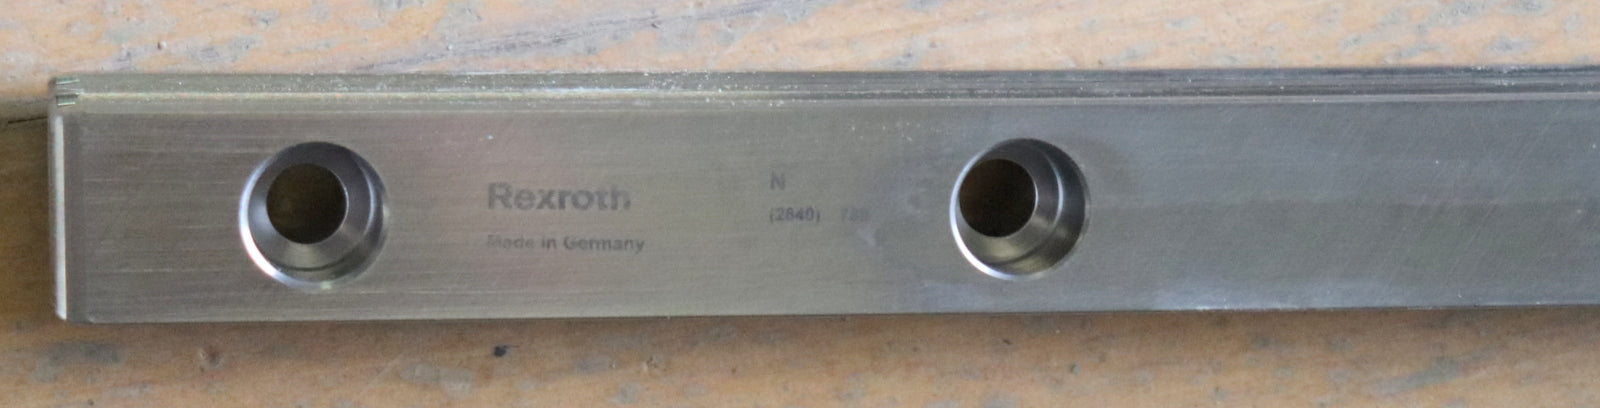 Rexroth
Made in Germany
N
(2840)